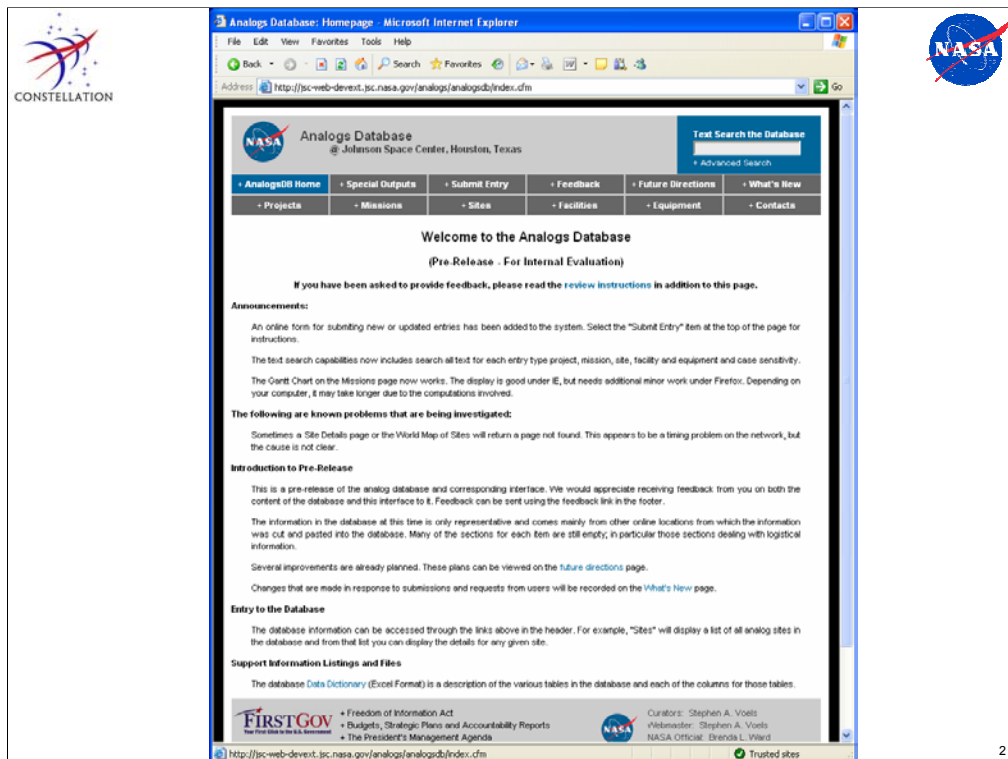 CONSTELLATION
Analogs Database: Homepage - Microsoft Internet Explorer
File Edit View Favorites Tools Help
Back Search Favorites
Address http://jsc-web-devext.jsc.nasa.gov/analogs/analogsdb/index.cfm Go
NASA
NASA
Analogs Database
@ Johnson Space Center, Houston, Texas
Text Search the Database
+ Advanced Search
+ AnalogsDB Home + Special Outputs + Submit Entry + Feedback + Future Directions + What's New
+ Projects + Missions + Sites + Facilities + Equipment + Contacts
Welcome to the Analogs Database
(Pre-Release - For Internal Evaluation)
If you have been asked to provide feedback, please read the review instructions in addition to this page.
Announcements:
An online form for submiting new or updated entries has been added to the system. Select the "Submit Entry" item at the top of the page for
instructions.
The text search capabilities now includes search all text for each entry type project, mission, site, facility and equipment and case sensitivity.
The Gantt Chart on the Missions page now works. The display is good under IE, but needs additional minor work under Firefox. Depending on
your computer, it may take longer due to the computations involved.
The following are known problems that are being investigated:
Sometimes a Site Details page or the World Map of Sites will return a page not found. This appears to be a timing problem on the network, but
the cause is not clear.
Introduction to Pre-Release
This is a pre-release of the analog database and corresponding interface. We would appreciate receiving feedback from you on both the
content of the database and this interface to it. Feedback can be sent using the feedback link in the footer.
The information in the database at this time is only representative and comes mainly from other online locations from which the information
was cut and pasted into the database. Many of the sections for each item are still empty; in particular those sections dealing with logistical
information.
Several improvements are already planned. These plans can be viewed on the future directions page.
Changes that are made in response to submissions and requests from users will be recorded on the What's New page.
Entry to the Database
The database information can be accessed through the links above in the header. For example, "Sites" will display a list of all analog sites in
the database and from that list you can display the details for any given site.
Support Information Listings and Files
The database Data Dictionary (Excel Format) is a description of the various tables in the database and each of the columns for those tables.
FIRSTGOV
Your First Click to the U.S. Government
+ Freedom of Information Act
+ Budgets, Strategic Plans and Accountability Reports
+ The President's Management Agenda
NASA
Curators: Stephen A. Voels
Webmaster: Stephen A. Voels
NASA Official: Brenda L. Ward
http://jsc-web-devext.jsc.nasa.gov/analogs/analogsdb/index.cfm Trusted sites
2